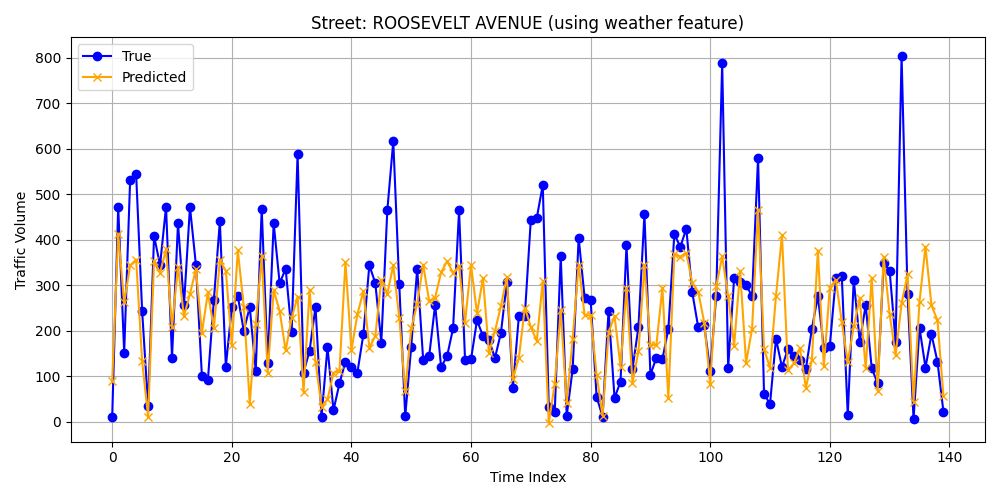 Street: ROOSEVELT AVENUE (using weather feature)
True
Predicted
Traffic Volume
800
700
600
500
400
300
200
100
0
0 20 40 60 80 100 120 140
Time Index